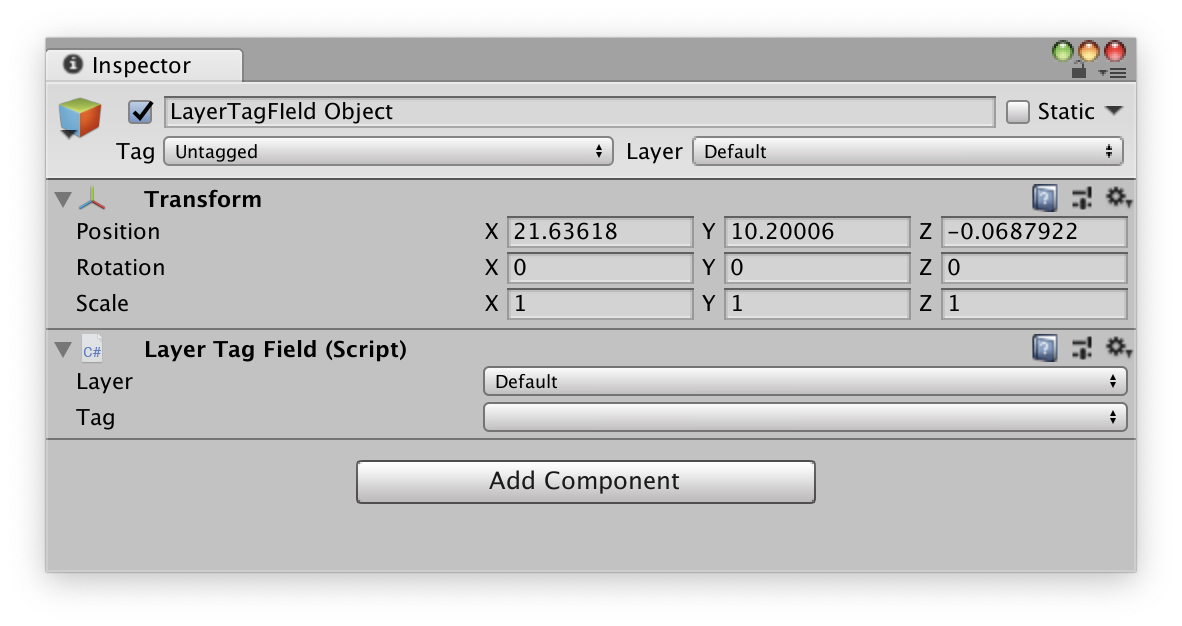 Inspector
LayerTagFIeld Object
Static
Tag Untagged Layer Default
Transform
Position X 21.63618 Y 10.20006 Z -0.0687922
Rotation X 0 Y 0 Z 0
Scale X 1 Y 1 Z 1
C# Layer Tag Field (Script)
Layer Default
Tag
Add Component